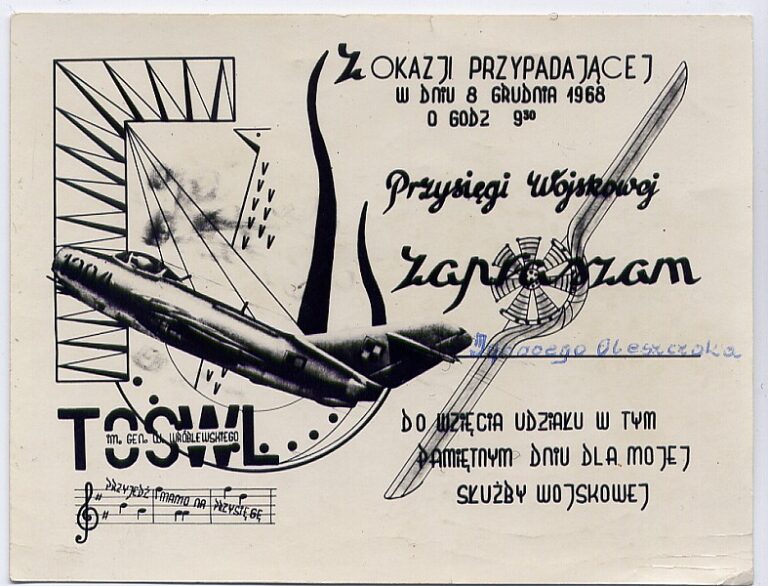 Z OKAZJI PRZYPADAJĄCEJ
W DNIU 8 GRUDNIA 1968
O GODZ 9³⁰
Przysięgi Wojskowej
zapraszam
Oleszczuka
DO WZIĘCIA UDZIAŁU W TYM
PAMIĘTNYM DNIU DLA MOJEJ
SŁUŻBY WOJSKOWEJ
TOSWL
IM. GEN. W. WRÓBLEWSKIEGO
PRZYJEDŹ MAMO NA PRZYSIĘGĘ